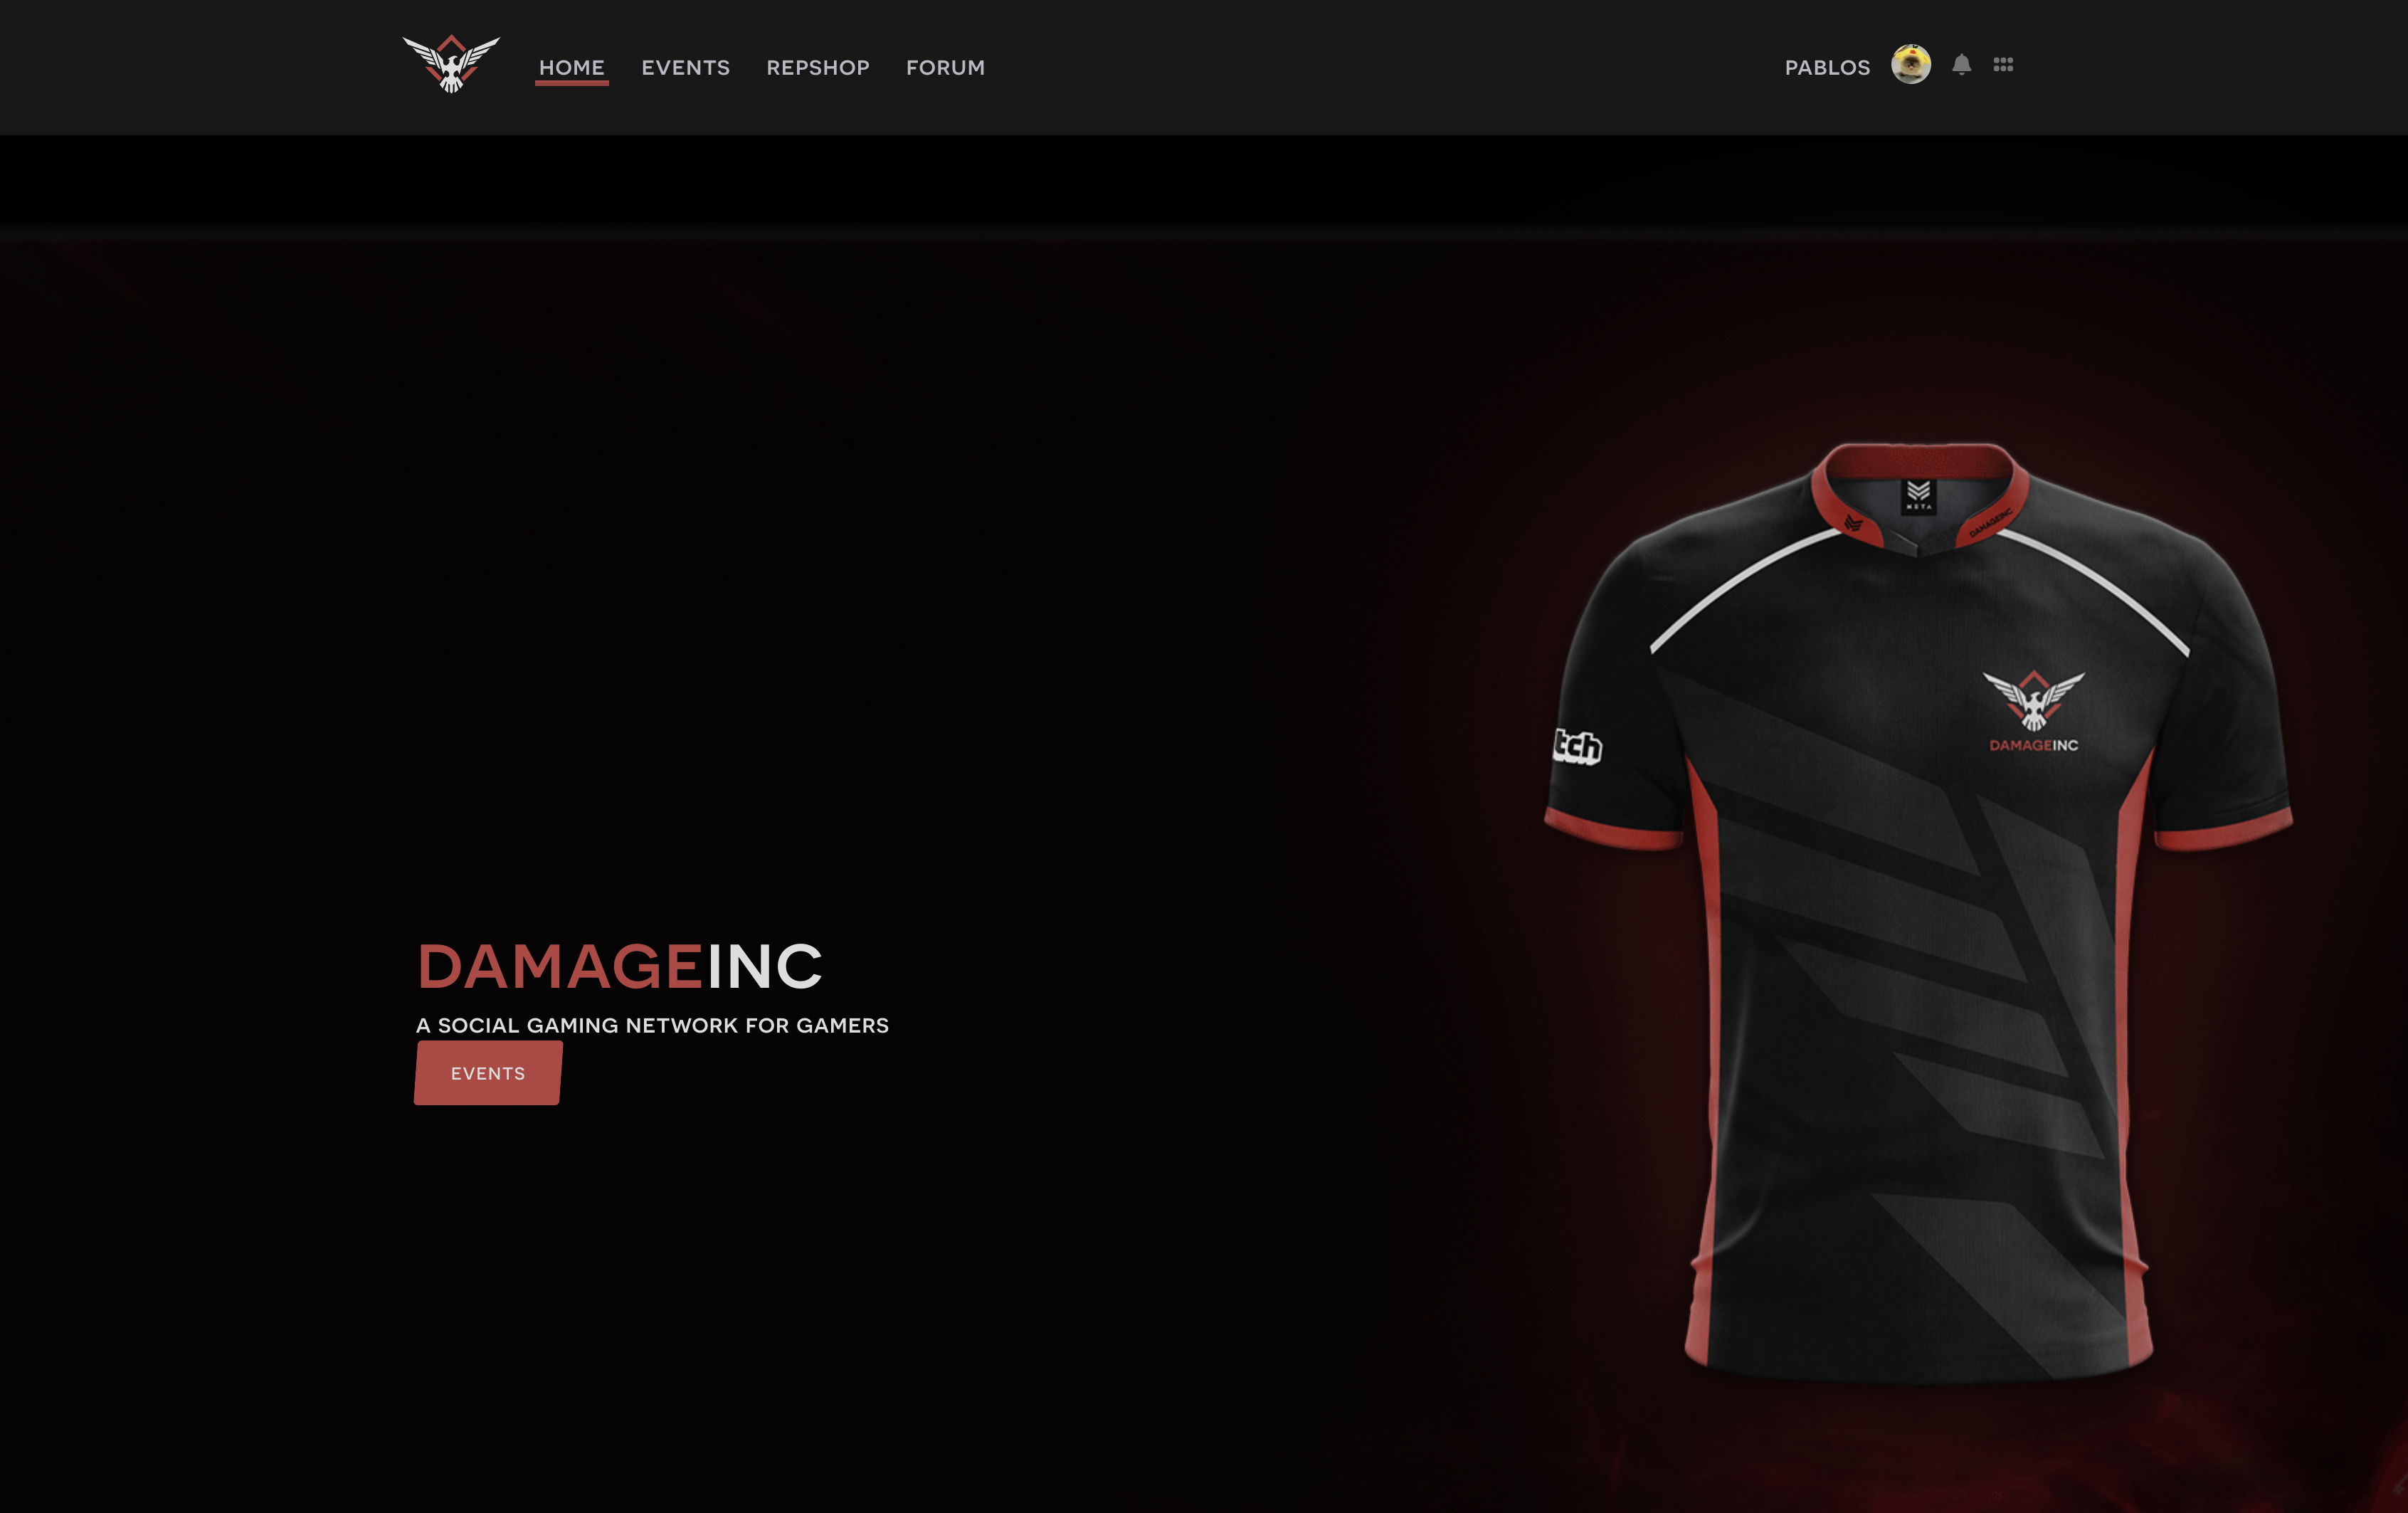 HOME EVENTS REPSHOP FORUM PABLOS
META
DAMAGEINC
tch
DAMAGEINC
DAMAGEINC
A SOCIAL GAMING NETWORK FOR GAMERS
EVENTS